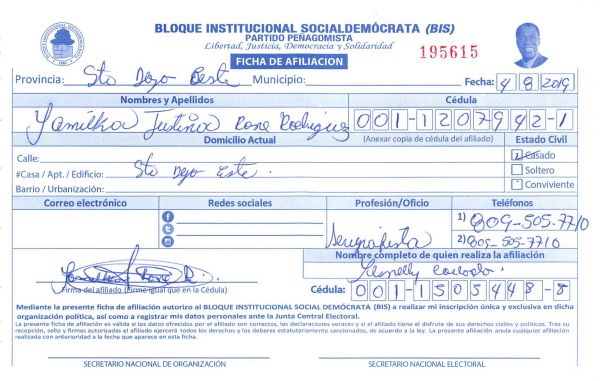 BLOQUE INSTITUCIONAL SOCIALDEMÓCRATA (BIS)
PARTIDO PEÑAGOMISTA
Libertad, Justicia, Democracia y Solidaridad
195615
FICHA DE AFILIACION
Provincia: Sto Dgo Oeste Municipio: Fecha: 4 8 2019
Nombres y Apellidos Cédula
Yamilka Justina Rone Rodriguez 001-1207942-1
Domicilio Actual (Anexar copia de cédula del afiliado) Estado Civil
Calle: Casado
#Casa / Apt. / Edificio: Sto Dgo Este. Soltero
Barrio / Urbanización: Conviviente
Correo electrónico Redes sociales Profesión/Oficio Teléfonos
1) 809-505-7710
2) 809-505-7710
Nombre completo de quien realiza la afiliación
Firma del afiliado (Firme igual que en la Cédula) Cédula: 001-1505448-8
Mediante la presente ficha de afiliación autorizo al BLOQUE INSTITUCIONAL SOCIAL DEMÓCRATA (BIS) a realizar mi inscripción única y exclusiva en dicha
organización política, así como a registrar mis datos personales ante la Junta Central Electoral.
La presente ficha de afiliación es válida si los datos ofrecidos por el afiliado son correctos, las declaraciones veraces y si el afiliado tiene el disfrute de sus derechos civiles y políticos. Tras su
recepción, sello y firmas autorizadas el afiliado ejercerá todos los derechos y los deberes estatutariamente sancionados, de acuerdo a la ley. La presente afiliación anula cualquier afiliación
realizada con anterioridad a la fecha que aparece en esta ficha.
SECRETARIO NACIONAL DE ORGANIZACIÓN SECRETARIO NACIONAL ELECTORAL